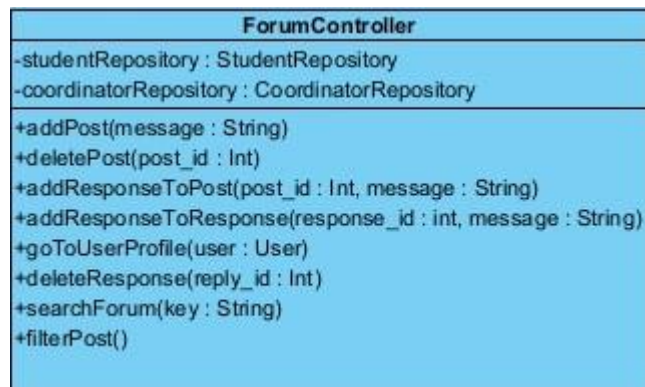 ForumController
-studentRepository : StudentRepository
-coordinatorRepository : CoordinatorRepository
+addPost(message : String)
+deletePost(post_id : Int)
+addResponseToPost(post_id : Int, message : String)
+addResponseToResponse(response_id : int, message : String)
+goToUserProfile(user : User)
+deleteResponse(reply_id : Int)
+searchForum(key : String)
+filterPost()